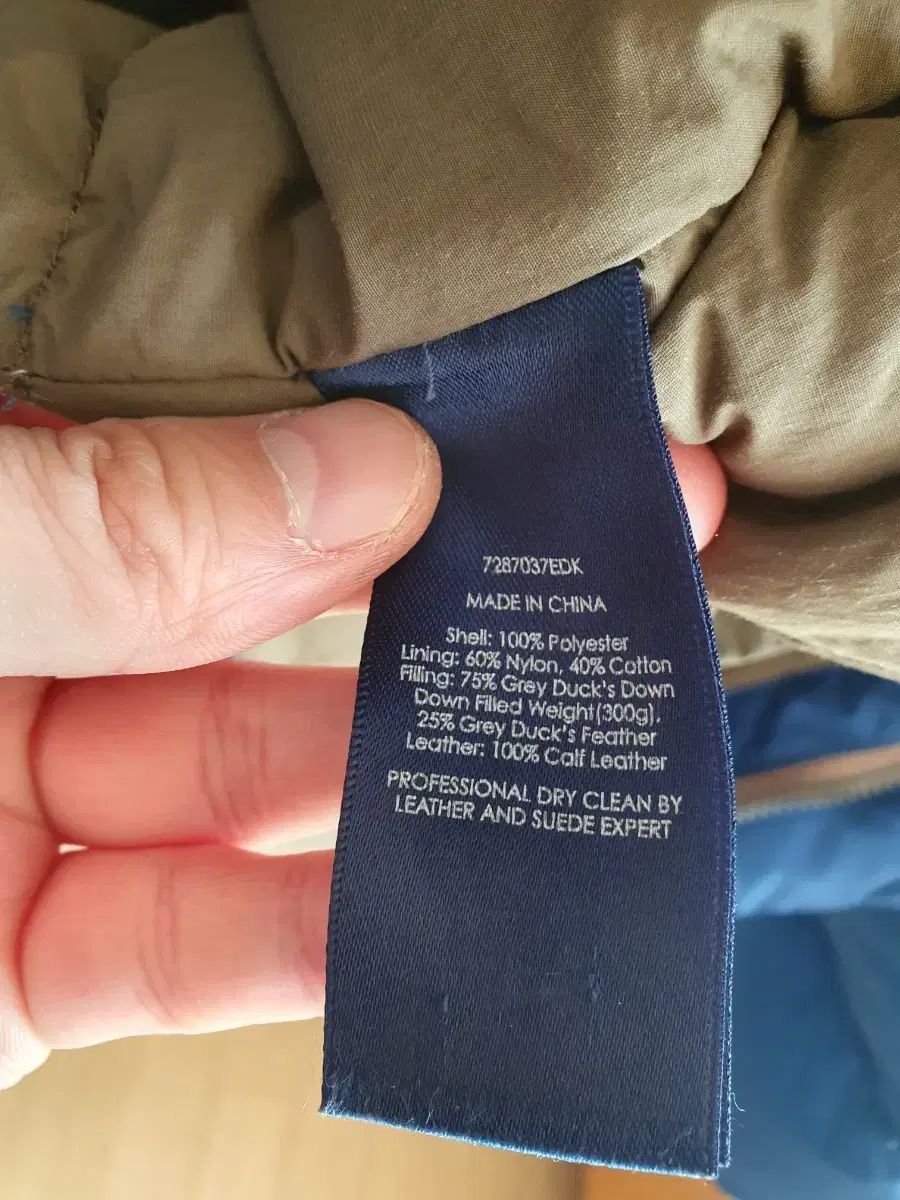 7287037EDK
MADE IN CHINA
Shell: 100% Polyester
Lining: 60% Nylon, 40% Cotton
Filling: 75% Grey Duck's Down
Down Filled Weight(300g).
25% Grey Duck's Feather
Leather: 100% Calf Leather
PROFESSIONAL DRY CLEAN BY
LEATHER AND SUEDE EXPERT